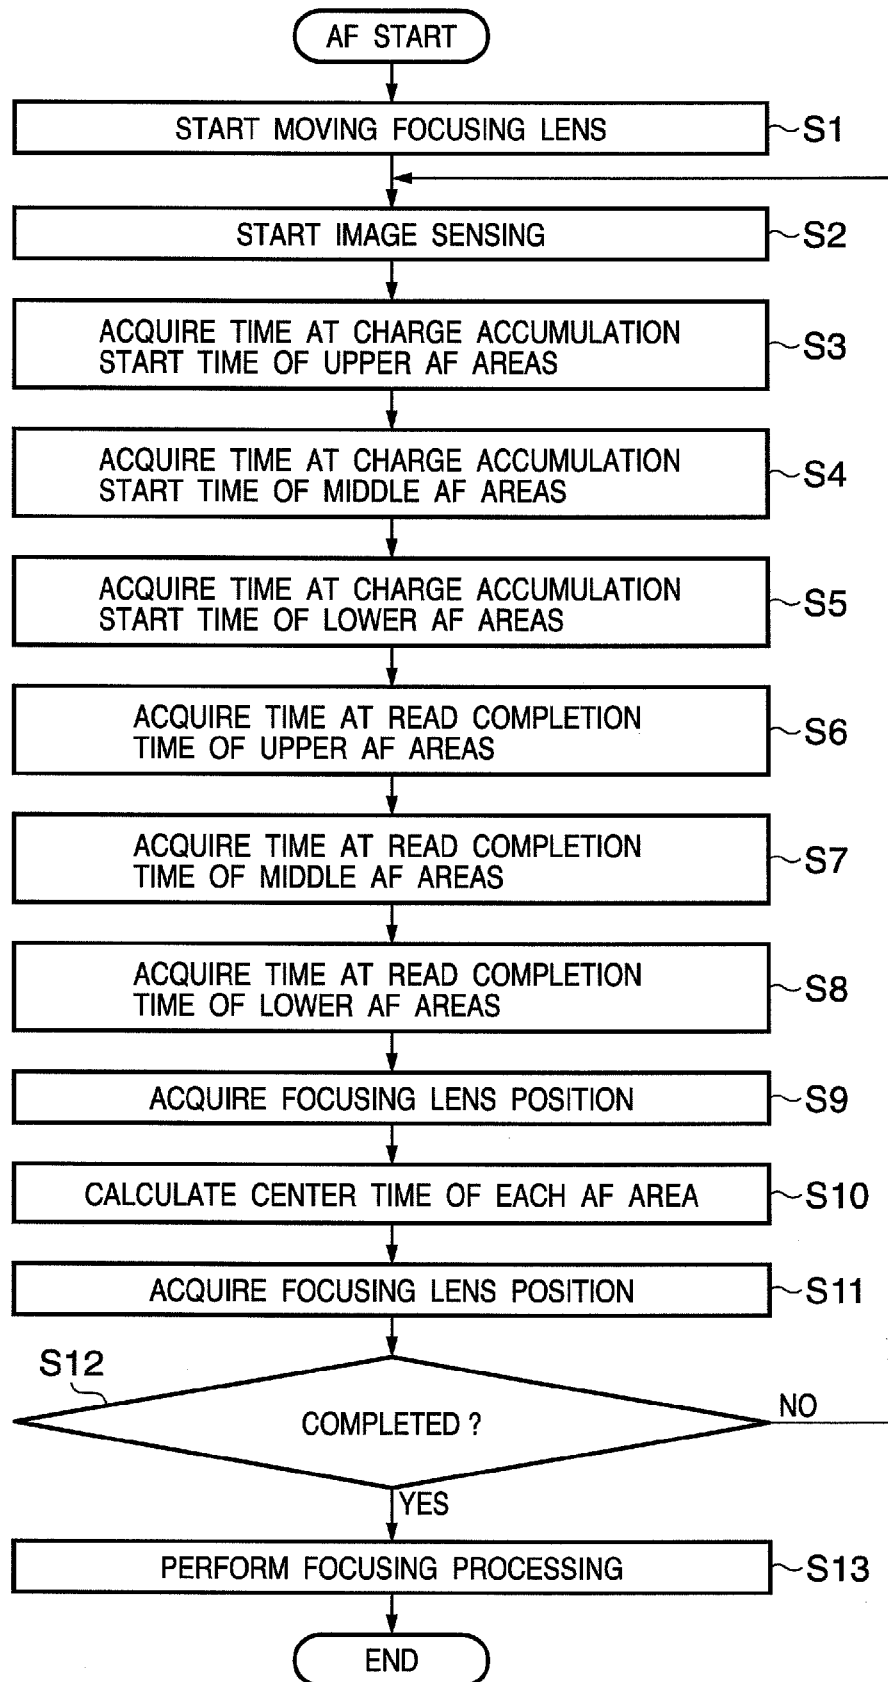 AF START
START MOVING FOCUSING LENS
S1
START IMAGE SENSING
S2
ACQUIRE TIME AT CHARGE ACCUMULATION
START TIME OF UPPER AF AREAS
S3
ACQUIRE TIME AT CHARGE ACCUMULATION
START TIME OF MIDDLE AF AREAS
S4
ACQUIRE TIME AT CHARGE ACCUMULATION
START TIME OF LOWER AF AREAS
S5
ACQUIRE TIME AT READ COMPLETION
TIME OF UPPER AF AREAS
S6
ACQUIRE TIME AT READ COMPLETION
TIME OF MIDDLE AF AREAS
S7
ACQUIRE TIME AT READ COMPLETION
TIME OF LOWER AF AREAS
S8
ACQUIRE FOCUSING LENS POSITION
S9
CALCULATE CENTER TIME OF EACH AF AREA
S10
ACQUIRE FOCUSING LENS POSITION
S11
S12
COMPLETED ?
NO
YES
PERFORM FOCUSING PROCESSING
S13
END